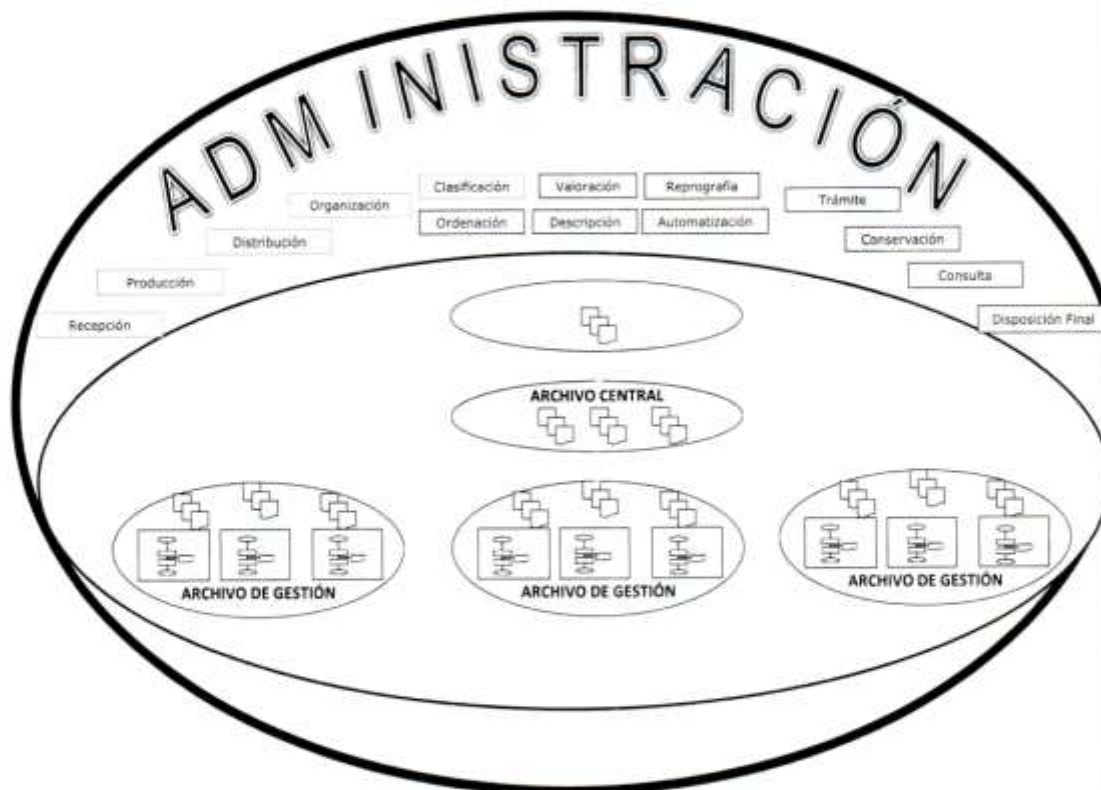 ADMINISTRACIÓN
Clasificación
Valoración
Reprografía
Organización
Trámite
Ordenación
Descripción
Automatización
Distribución
Conservación
Producción
Consulta
Recepción
Disposición Final
ARCHIVO CENTRAL
ARCHIVO DE GESTIÓN
ARCHIVO DE GESTIÓN
ARCHIVO DE GESTIÓN